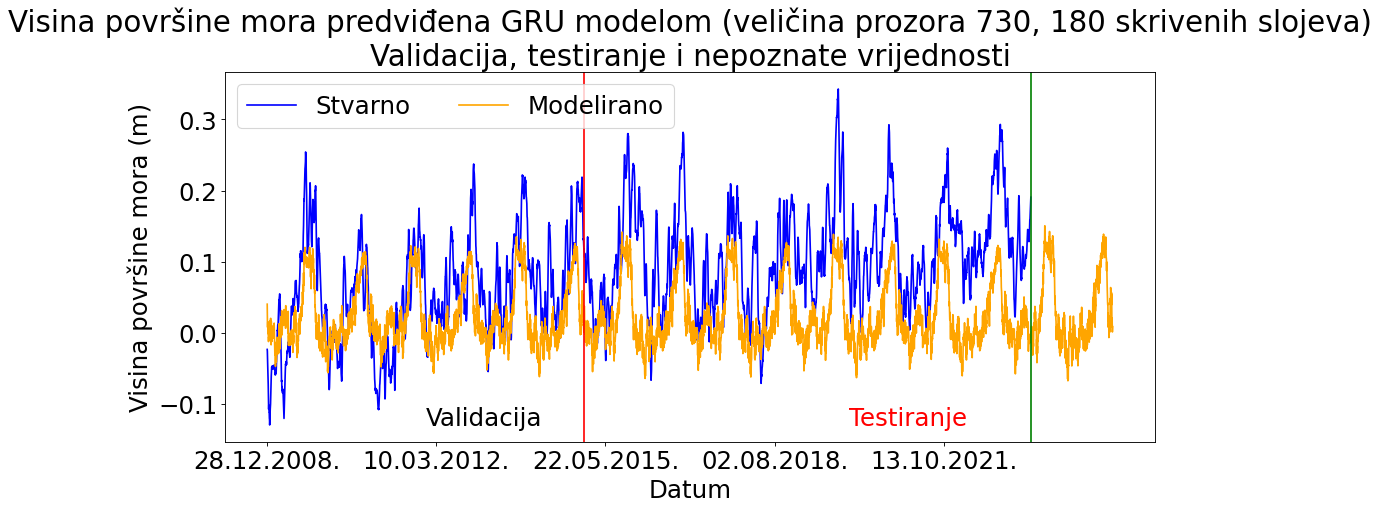 Visina površine mora predviđena GRU modelom (veličina prozora 730, 180 skrivenih slojeva)
Validacija, testiranje i nepoznate vrijednosti
Stvarno
Modelirano
Visina površine mora (m)
0.3
0.2
0.1
0.0
−0.1
Validacija
Testiranje
28.12.2008.
10.03.2012.
22.05.2015.
02.08.2018.
13.10.2021.
Datum